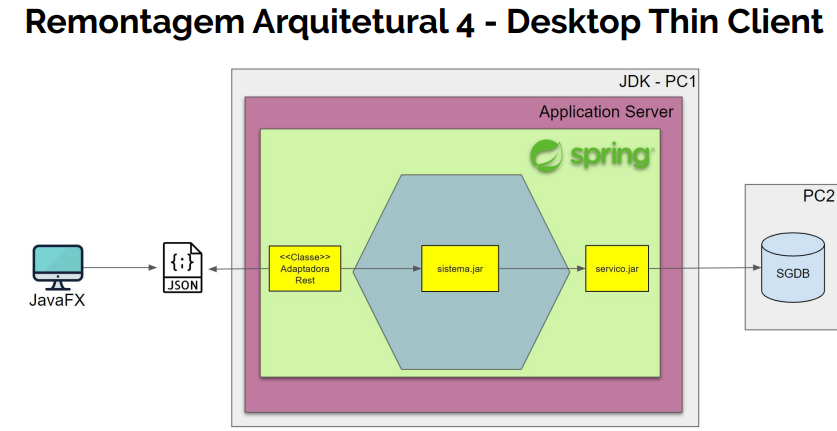 Remontagem Arquitetural 4 - Desktop Thin Client
JDK - PC1
Application Server
spring
PC2
<<Classe>>
Adaptadora
Rest
sistema.jar
servico.jar
SGDB
{;}
JSON
JavaFX